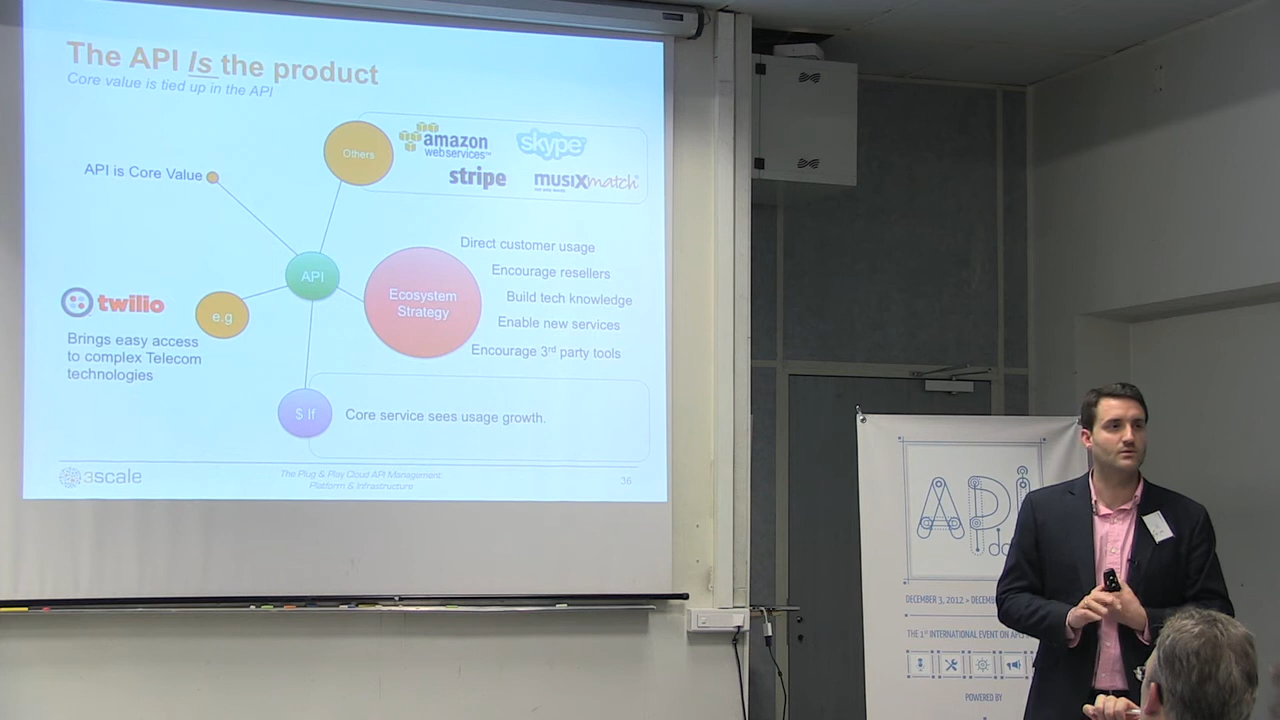 The API Is the product
Core value is tied up in the API
Others
amazon
webservices™
skype
stripe
musiXmatch
API is Core Value
API
Direct customer usage
Encourage resellers
Ecosystem
Strategy
Build tech knowledge
Enable new services
Encourage 3rd party tools
twilio
e.g
Brings easy access
to complex Telecom
technologies
$ If
Core service sees usage growth.
3scale
The Plug & Play Cloud API Management
Platform & Infrastructure
36
API
DECEMBER 3, 2012
THE 1st INTERNATIONAL EVENT ON
POWERED BY